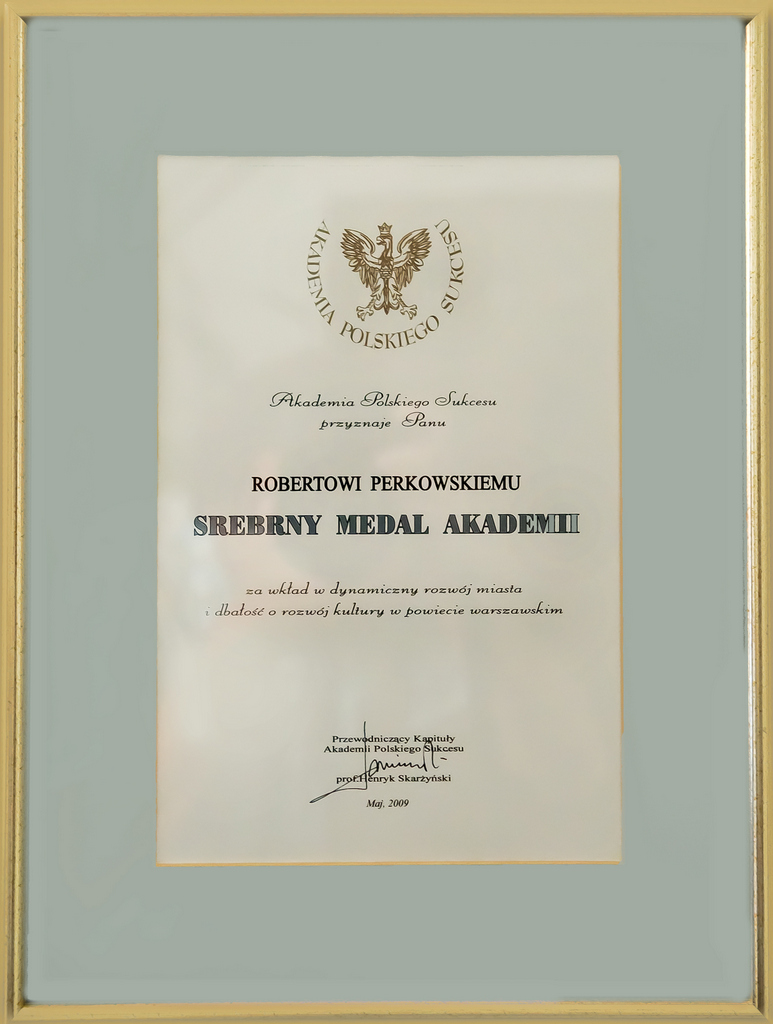 AKADEMIA POLSKIEGO SUKCESU
Akademia Polskiego Sukcesu
przyznaje Panu
ROBERTOWI PERKOWSKIEMU
SREBRNY MEDAL AKADEMII
za wkład w dynamiczny rozwój miasta
i dbałość o rozwój kultury w powiecie warszawskim
Przewodniczący Kapituły
Akademii Polskiego Sukcesu
prof.Henryk Skarżyński
Maj, 2009